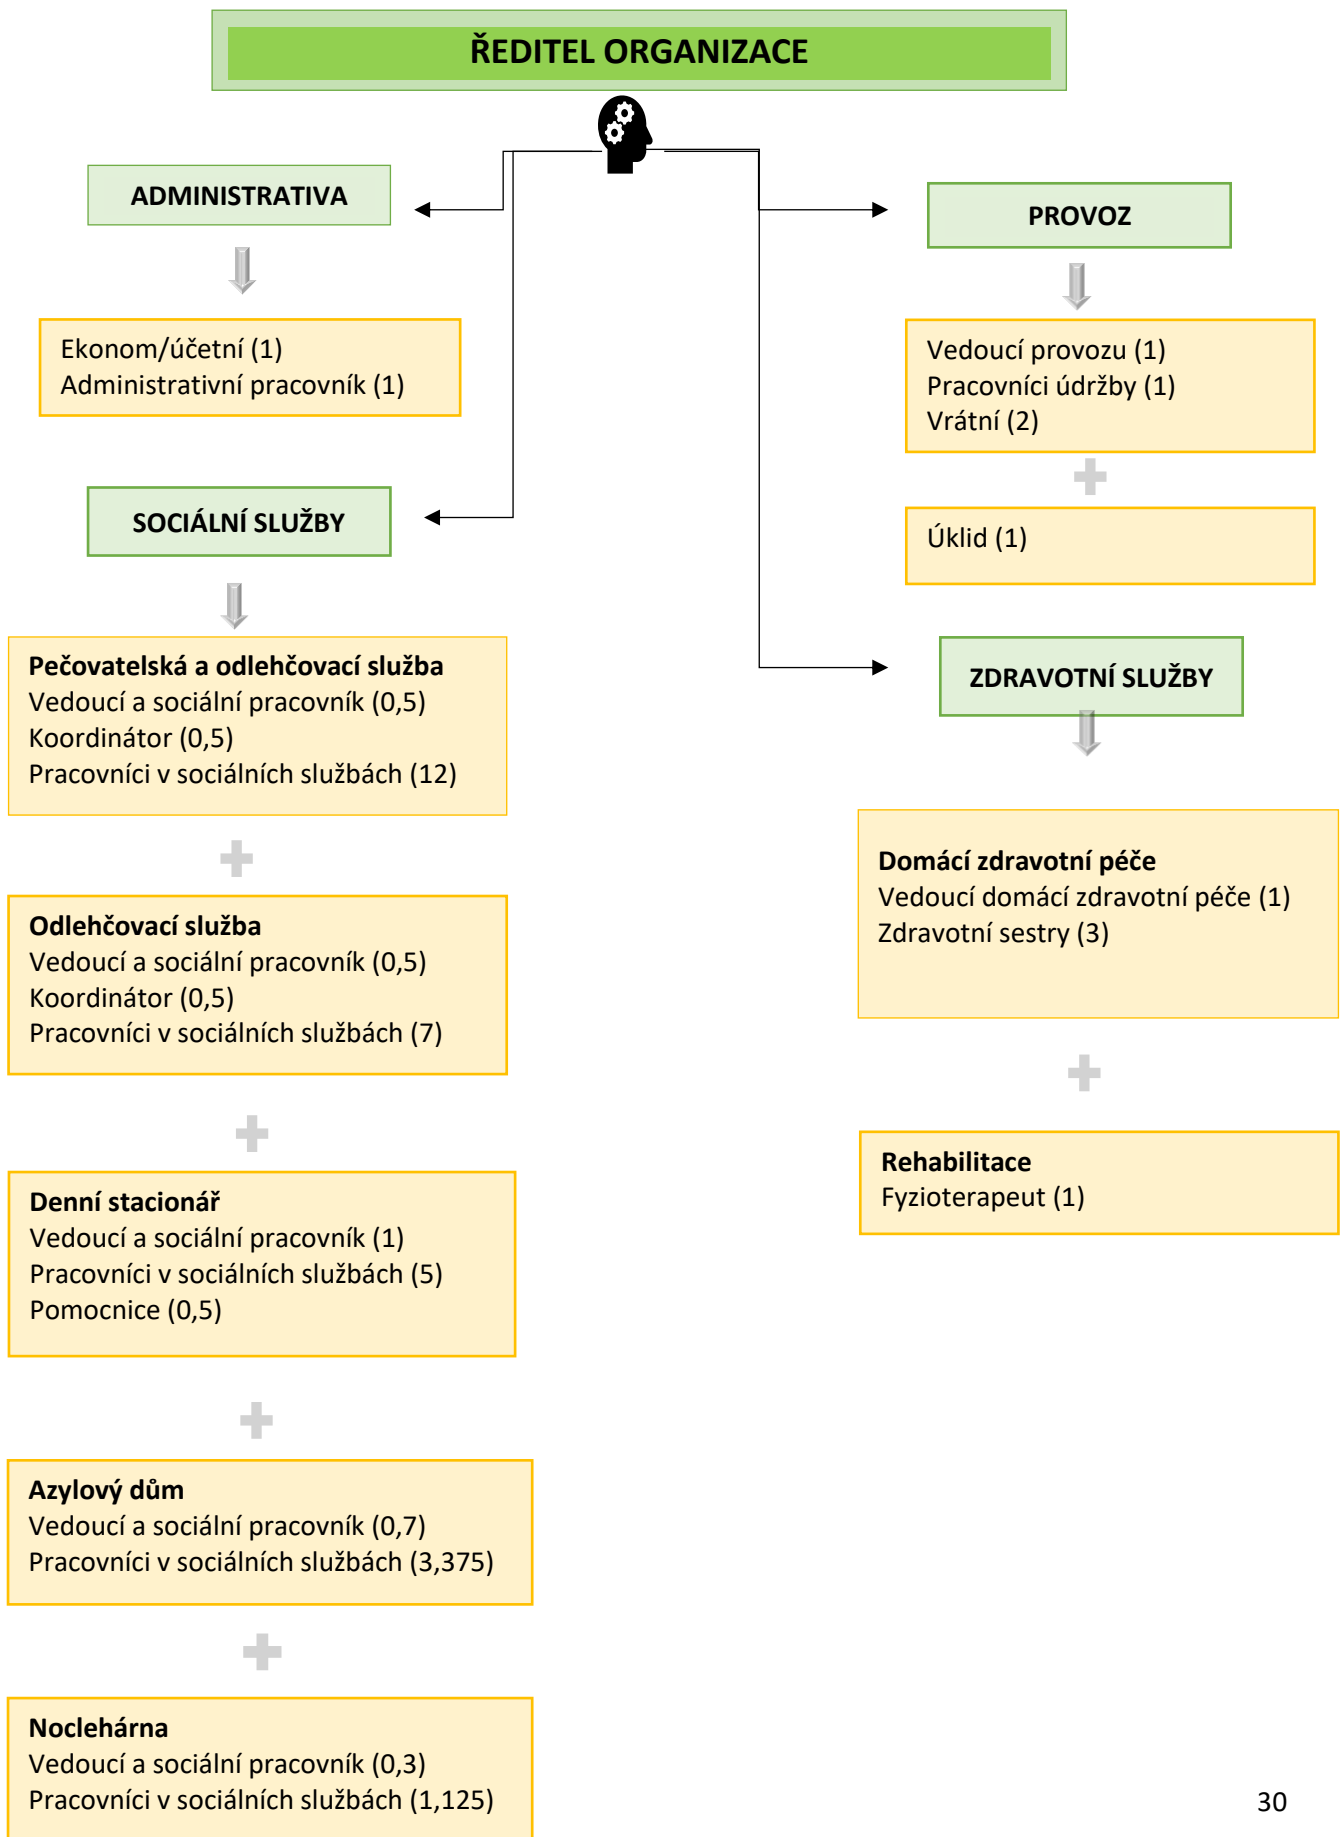 ŘEDITEL ORGANIZACE
ADMINISTRATIVA
Ekonom/účetní (1)
Administrativní pracovník (1)
SOCIÁLNÍ SLUŽBY
Pečovatelská a odlehčovací služba
Vedoucí a sociální pracovník (0,5)
Koordinátor (0,5)
Pracovníci v sociálních službách (12)
Odlehčovací služba
Vedoucí a sociální pracovník (0,5)
Koordinátor (0,5)
Pracovníci v sociálních službách (7)
Denní stacionář
Vedoucí a sociální pracovník (1)
Pracovníci v sociálních službách (5)
Pomocnice (0,5)
Azylový dům
Vedoucí a sociální pracovník (0,7)
Pracovníci v sociálních službách (3,375)
Noclehárna
Vedoucí a sociální pracovník (0,3)
Pracovníci v sociálních službách (1,125)
PROVOZ
Vedoucí provozu (1)
Pracovníci údržby (1)
Vrátní (2)
Úklid (1)
ZDRAVOTNÍ SLUŽBY
Domácí zdravotní péče
Vedoucí domácí zdravotní péče (1)
Zdravotní sestry (3)
Rehabilitace
Fyzioterapeut (1)
30